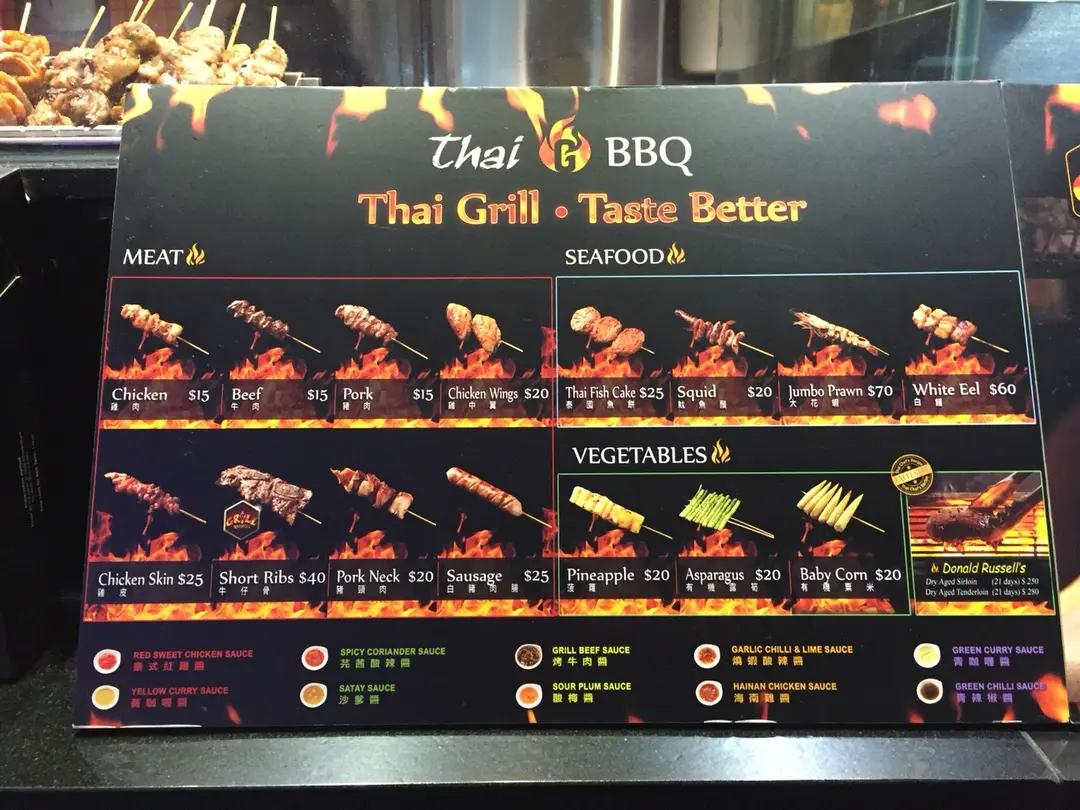 Thai G BBQ
Thai Grill • Taste Better
MEAT
Chicken $15
雞肉
Beef $15
牛肉
Pork $15
豬肉
Chicken Wings $20
雞中翼
Chicken Skin $25
雞皮
Short Ribs $40
牛仔骨
Pork Neck $20
豬頸肉
Sausage $25
白豬肉腸
SEAFOOD
Thai Fish Cake $25
泰國魚餅
Squid $20
魷魚鬚
Jumbo Prawn $70
大花蝦
White Eel $60
白鱔
VEGETABLES
Pineapple $20
菠蘿
Asparagus $20
有機露筍
Baby Corn $20
有機粟米
Donald Russell's
Dry Aged Sirloin (21 days) $ 250
Dry Aged Tenderloin (21 days) $ 280
RED SWEET CHICKEN SAUCE
泰式紅雞醬
SPICY CORIANDER SAUCE
芫茜酸辣醬
GRILL BEEF SAUCE
烤牛肉醬
GARLIC CHILLI & LIME SAUCE
燒蝦酸辣醬
GREEN CURRY SAUCE
青咖喱醬
YELLOW CURRY SAUCE
黃咖喱醬
SATAY SAUCE
沙爹醬
SOUR PLUM SAUCE
酸梅醬
HAINAN CHICKEN SAUCE
海南雞醬
GREEN CHILLI SAUCE
青辣椒醬